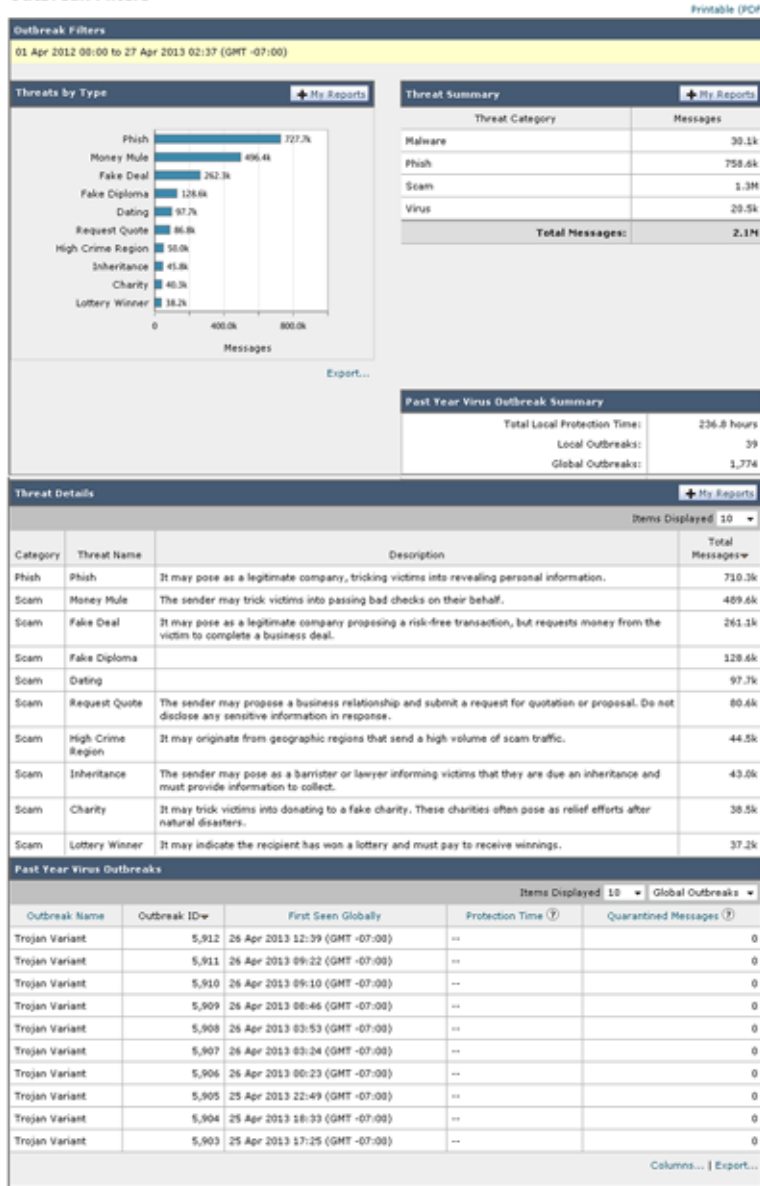 Printable (PDF
Outbreak Filters
01 Apr 2012 00:00 to 27 Apr 2013 02:37 (GMT -07:00)
Threats by Type
My Reports
Phish 727.7k
Money Mule 496.4k
Fake Deal 262.3k
Fake Diploma 128.6k
Dating 97.7k
Request Quote 86.8k
High Crime Region 50.0k
Inheritance 45.8k
Charity 40.3k
Lottery Winner 38.2k
0 400.0k 800.0k
Messages
Export...
Threat Summary
My Reports
Threat Category Messages
Malware 30.1k
Phish 758.6k
Scam 1.3M
Virus 20.5k
Total Messages: 2.1M
Past Year Virus Outbreak Summary
Total Local Protection Time: 236.8 hours
Local Outbreaks: 39
Global Outbreaks: 1,774
Threat Details
My Reports
Items Displayed 10
Category Threat Name Description Total Messages
Phish Phish It may pose as a legitimate company, tricking victims into revealing personal information. 710.3k
Scam Money Mule The sender may trick victims into passing bad checks on their behalf. 489.6k
Scam Fake Deal It may pose as a legitimate company proposing a risk-free transaction, but requests money from the 261.1k
victim to complete a business deal.
Scam Fake Diploma 128.6k
Scam Dating 97.7k
Scam Request Quote The sender may propose a business relationship and submit a request for quotation or proposal. Do not 80.6k
disclose any sensitive information in response.
Scam High Crime It may originate from geographic regions that send a high volume of scam traffic. 44.5k
Region
Scam Inheritance The sender may pose as a barrister or lawyer informing victims that they are due an inheritance and 43.0k
must provide information to collect.
Scam Charity It may trick victims into donating to a fake charity. These charities often pose as relief efforts after 38.5k
natural disasters.
Scam Lottery Winner It may indicate the recipient has won a lottery and must pay to receive winnings. 37.2k
Past Year Virus Outbreaks
Items Displayed 10 Global Outbreaks
Outbreak Name Outbreak ID First Seen Globally Protection Time ? Quarantined Messages ?
Trojan Variant 5,912 26 Apr 2013 12:39 (GMT -07:00) -- 0
Trojan Variant 5,911 26 Apr 2013 09:22 (GMT -07:00) -- 0
Trojan Variant 5,910 26 Apr 2013 09:10 (GMT -07:00) -- 0
Trojan Variant 5,909 26 Apr 2013 08:46 (GMT -07:00) -- 0
Trojan Variant 5,908 26 Apr 2013 03:53 (GMT -07:00) -- 0
Trojan Variant 5,907 26 Apr 2013 03:24 (GMT -07:00) -- 0
Trojan Variant 5,906 26 Apr 2013 00:23 (GMT -07:00) -- 0
Trojan Variant 5,905 25 Apr 2013 22:49 (GMT -07:00) -- 0
Trojan Variant 5,904 25 Apr 2013 18:33 (GMT -07:00) -- 0
Trojan Variant 5,903 25 Apr 2013 17:25 (GMT -07:00) -- 0
Columns... | Export...